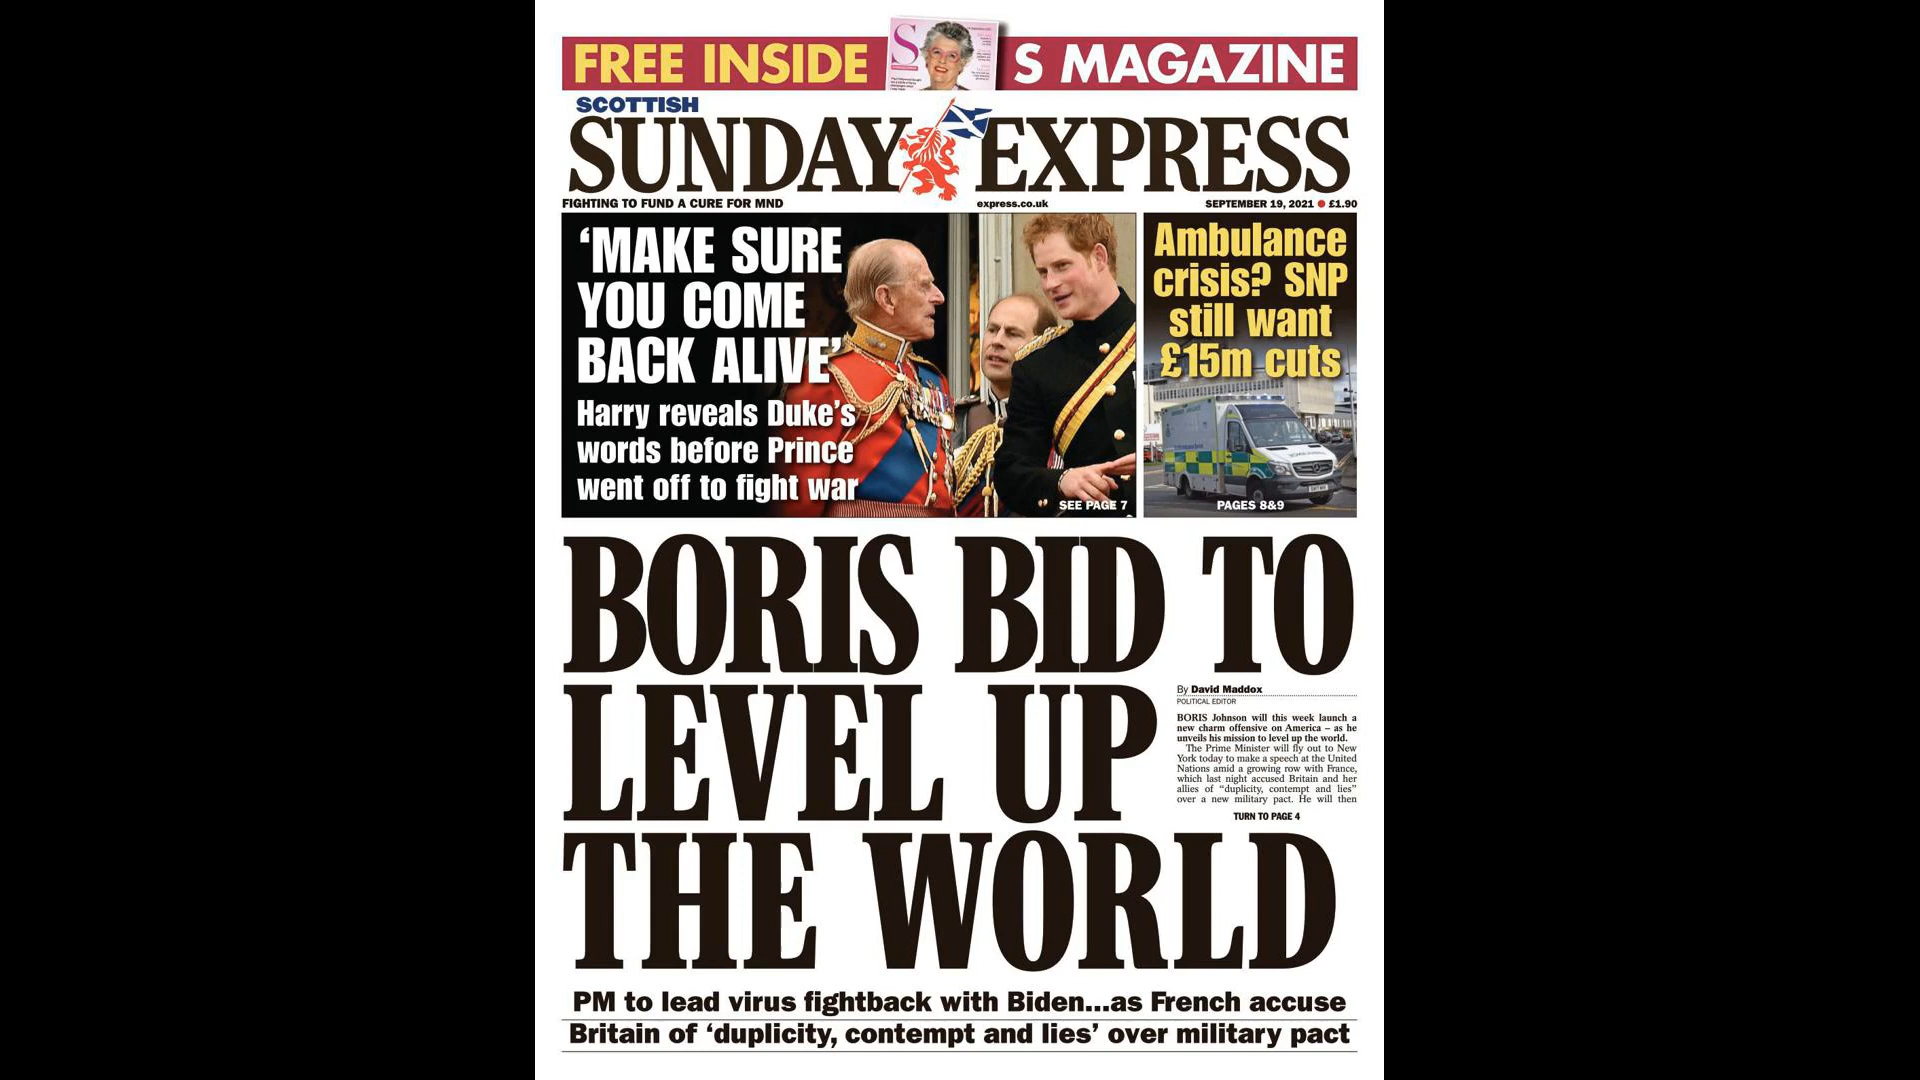 FREE INSIDE S MAGAZINE
S
SCOTTISH
SUNDAY EXPRESS
FIGHTING TO FUND A CURE FOR MND
express.co.uk
SEPTEMBER 19, 2021 ● £1.90
‘MAKE SURE
YOU COME
BACK ALIVE’
Harry reveals Duke’s
words before Prince
went off to fight war
SEE PAGE 7
Ambulance
crisis? SNP
still want
£15m cuts
PAGES 8&9
BORIS BID TO
LEVEL UP
THE WORLD
By David Maddox
POLITICAL EDITOR
BORIS Johnson will this week launch a
new charm offensive on America – as he
unveils his mission to level up the world.
The Prime Minister will fly out to New
York today to make a speech at the United
Nations amid a growing row with France,
which last night accused Britain and her
allies of “duplicity, contempt and lies”
over a new military pact. He will then
TURN TO PAGE 4
PM to lead virus fightback with Biden...as French accuse
Britain of ‘duplicity, contempt and lies’ over military pact